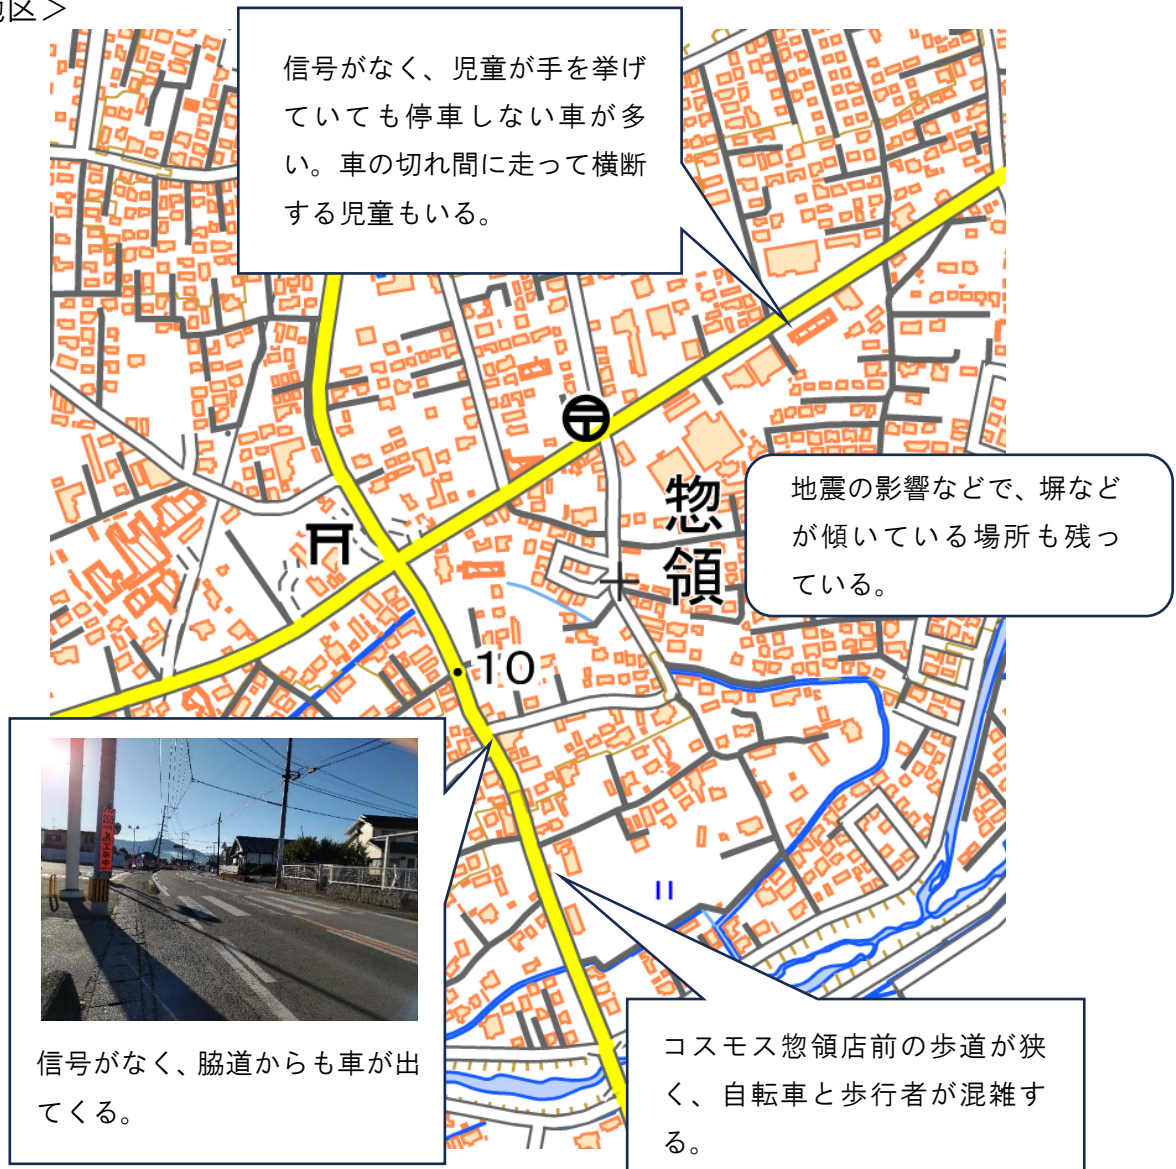 区＞
信号がなく、児童が手を挙げ
ていても停車しない車が多
い。車の切れ間に走って横断
する児童もいる。
惣
領
地震の影響などで、塀など
が傾いている場所も残っ
ている。
10
信号がなく、脇道からも車が出
てくる。
コスモス惣領店前の歩道が狭
く、自転車と歩行者が混雑す
る。